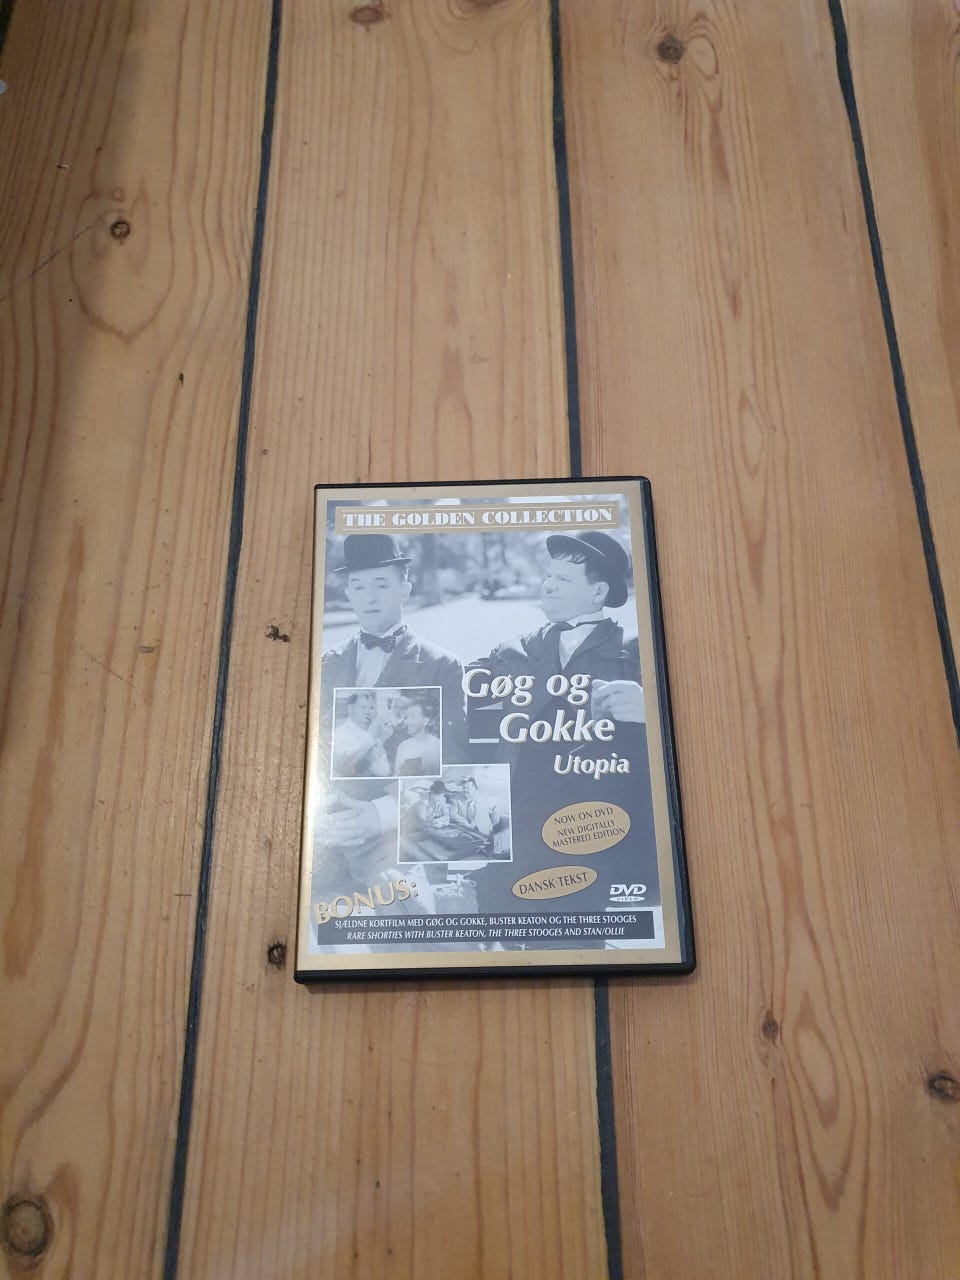 THE GOLDEN COLLECTION
Gøg og
Gokke
Utopia
NOW ON DVD
NEW DIGITALLY
MASTERED EDITION
DANSK TEKST
DVD
VIDEO
BONUS:
SJÆLDNE KORTFILM MED GØG OG GOKKE, BUSTER KEATON OG THE THREE STOOGES
RARE SHORTIES WITH BUSTER KEATON, THE THREE STOOGES AND STAN/OLLIE